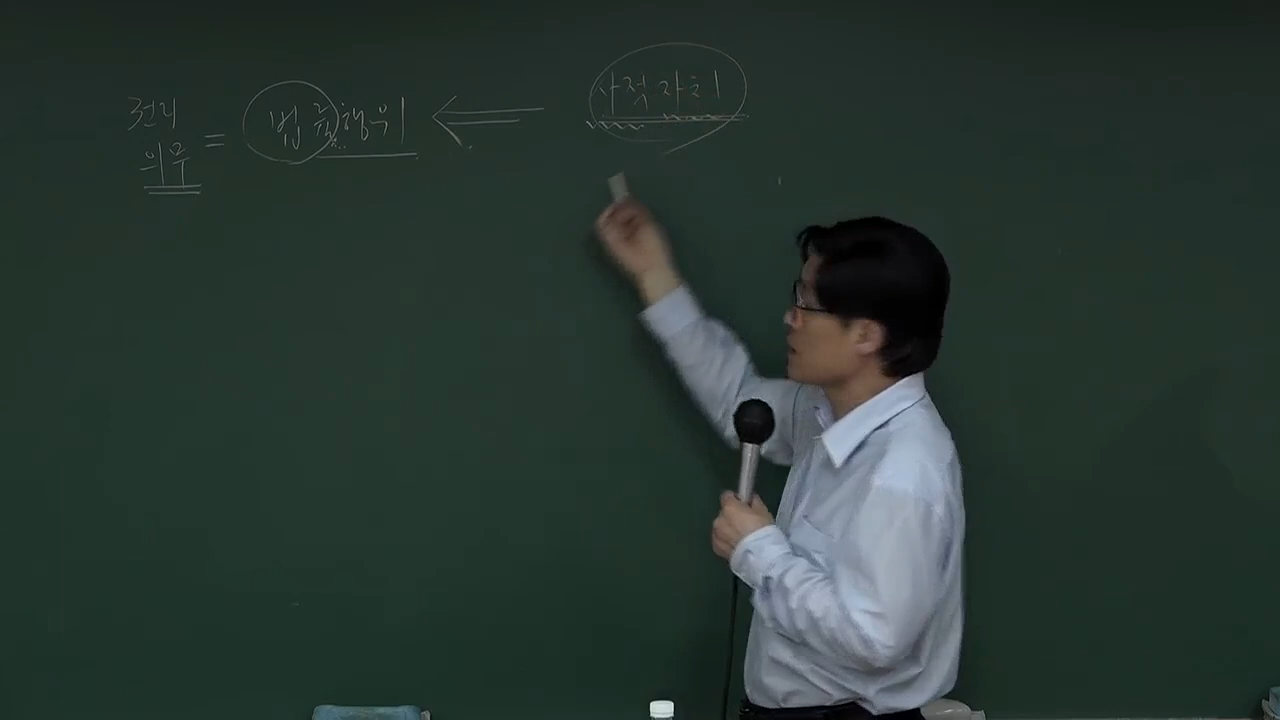 권리
의무 = 법률행위 ⇐ 사적자치